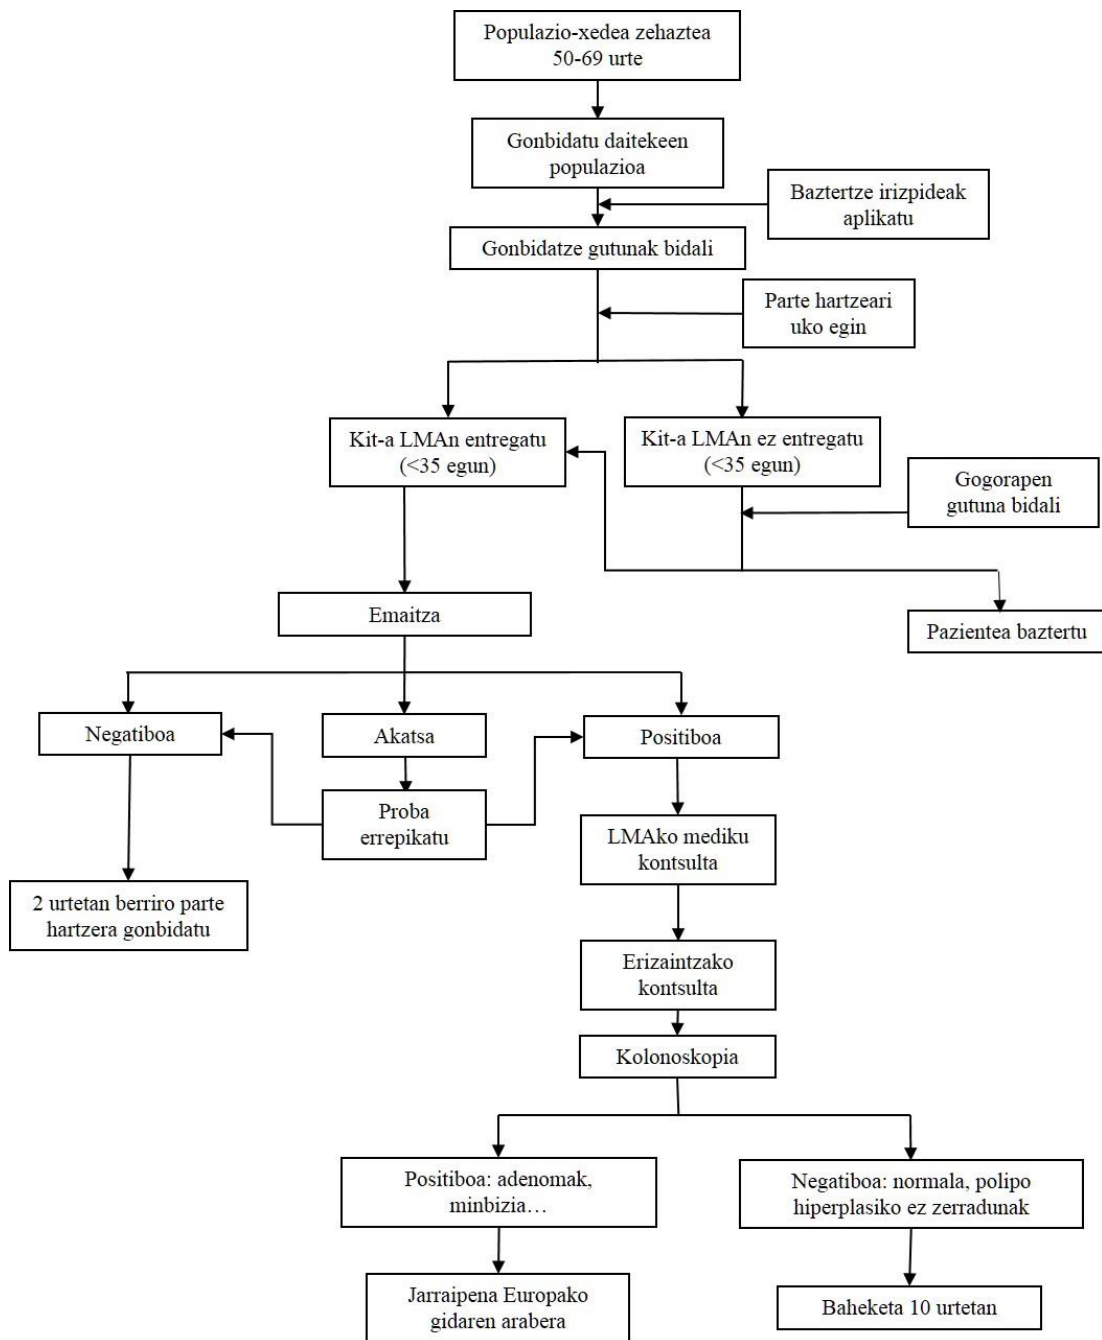 Populazio-xedea zehaztea
50-69 urte
Gonbidatu daitekeen
populazioa
Baztertze irizpideak
aplikatu
Gonbidatze gutunak bidali
Parte hartzeari
uko egin
Kit-a LMAn entregatu
(<35 egun)
Kit-a LMAn ez entregatu
(<35 egun)
Gogorapen
gutuna bidali
Emaitza
Pazientea baztertu
Negatiboa
Akatsa
Positiboa
Proba
errepikatu
LMAko mediku
kontsulta
2 urtetan berriro parte
hartzera gonbidatu
Erizaintzako
kontsulta
Kolonoskopia
Positiboa: adenomak,
minbizia…
Negatiboa: normala, polipo
hiperplasiko ez zerradunak
Jarraipena Europako
gidaren arabera
Baheketa 10 urtetan